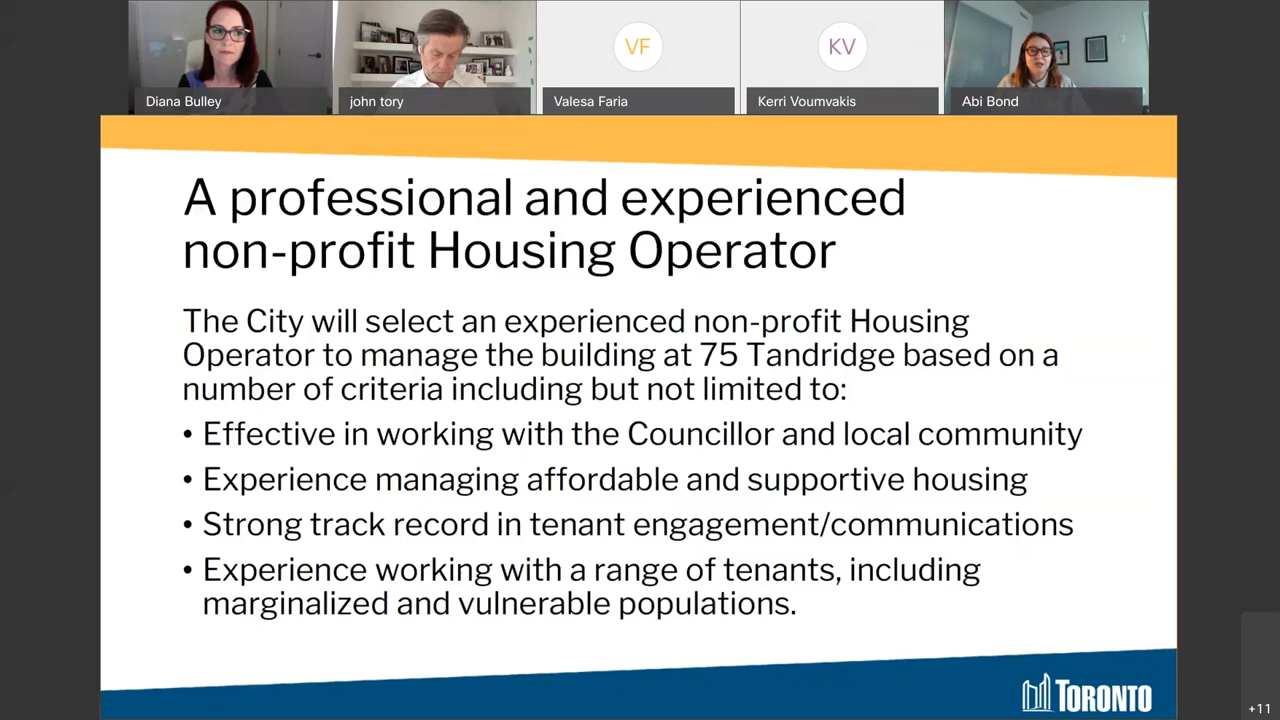 VF
KV
Diana Bulley
john tory
Valesa Faria
Kerri Voumvakis
Abi Bond
A professional and experienced
non-profit Housing Operator
The City will select an experienced non-profit Housing
Operator to manage the building at 75 Tandridge based on a
number of criteria including but not limited to:
• Effective in working with the Councillor and local community
• Experience managing affordable and supportive housing
• Strong track record in tenant engagement/communications
• Experience working with a range of tenants, including
marginalized and vulnerable populations.
TORONTO
+11